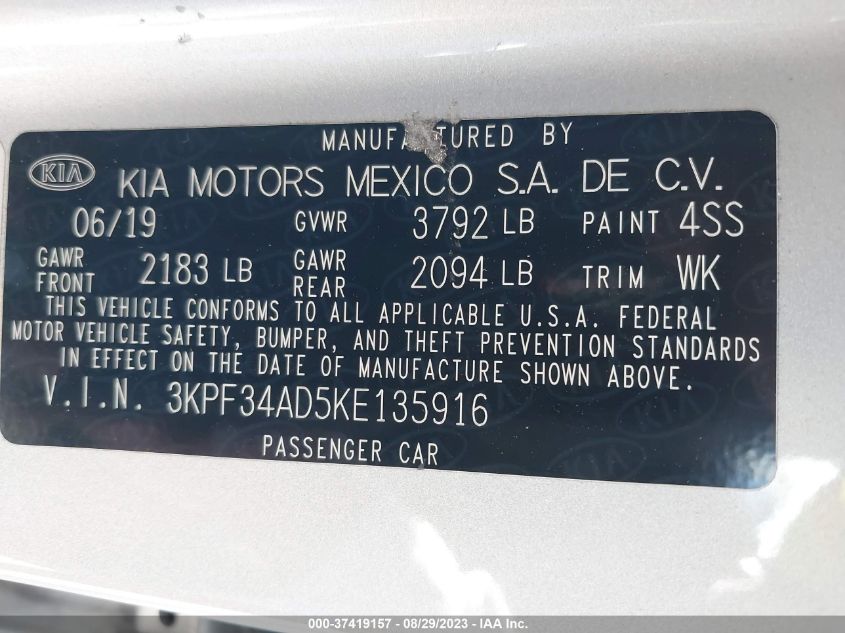 MANUFACTURED BY
KIA KIA MOTORS MEXICO S.A. DE C.V.
06/19 GVWR 3792 LB PAINT 4SS
GAWR FRONT 2183 LB GAWR REAR 2094 LB TRIM WK
THIS VEHICLE CONFORMS TO ALL APPLICABLE U.S.A. FEDERAL
MOTOR VEHICLE SAFETY, BUMPER, AND THEFT PREVENTION STANDARDS
IN EFFECT ON THE DATE OF MANUFACTURE SHOWN ABOVE.
V.I.N. 3KPF34AD5KE135916
PASSENGER CAR
000-37419157 - 08/29/2023 - IAA Inc.